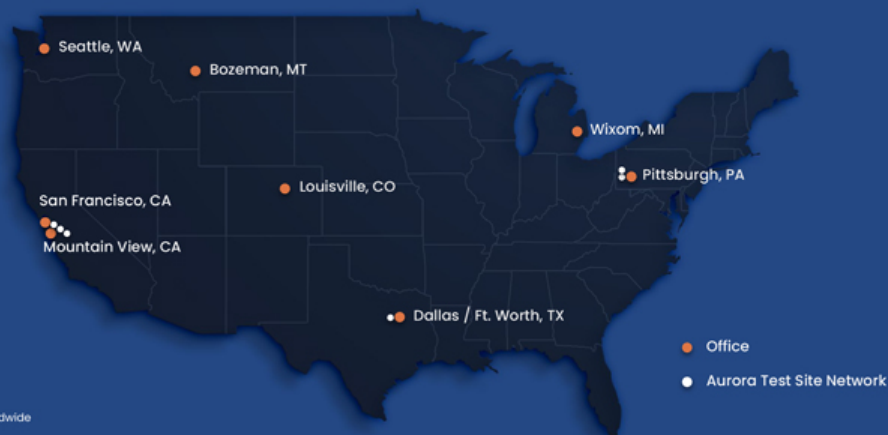 Seattle, WA
Bozeman, MT
Wixom, MI
Pittsburgh, PA
Louisville, CO
San Francisco, CA
Mountain View, CA
Dallas / Ft. Worth, TX
Office
Aurora Test Site Network